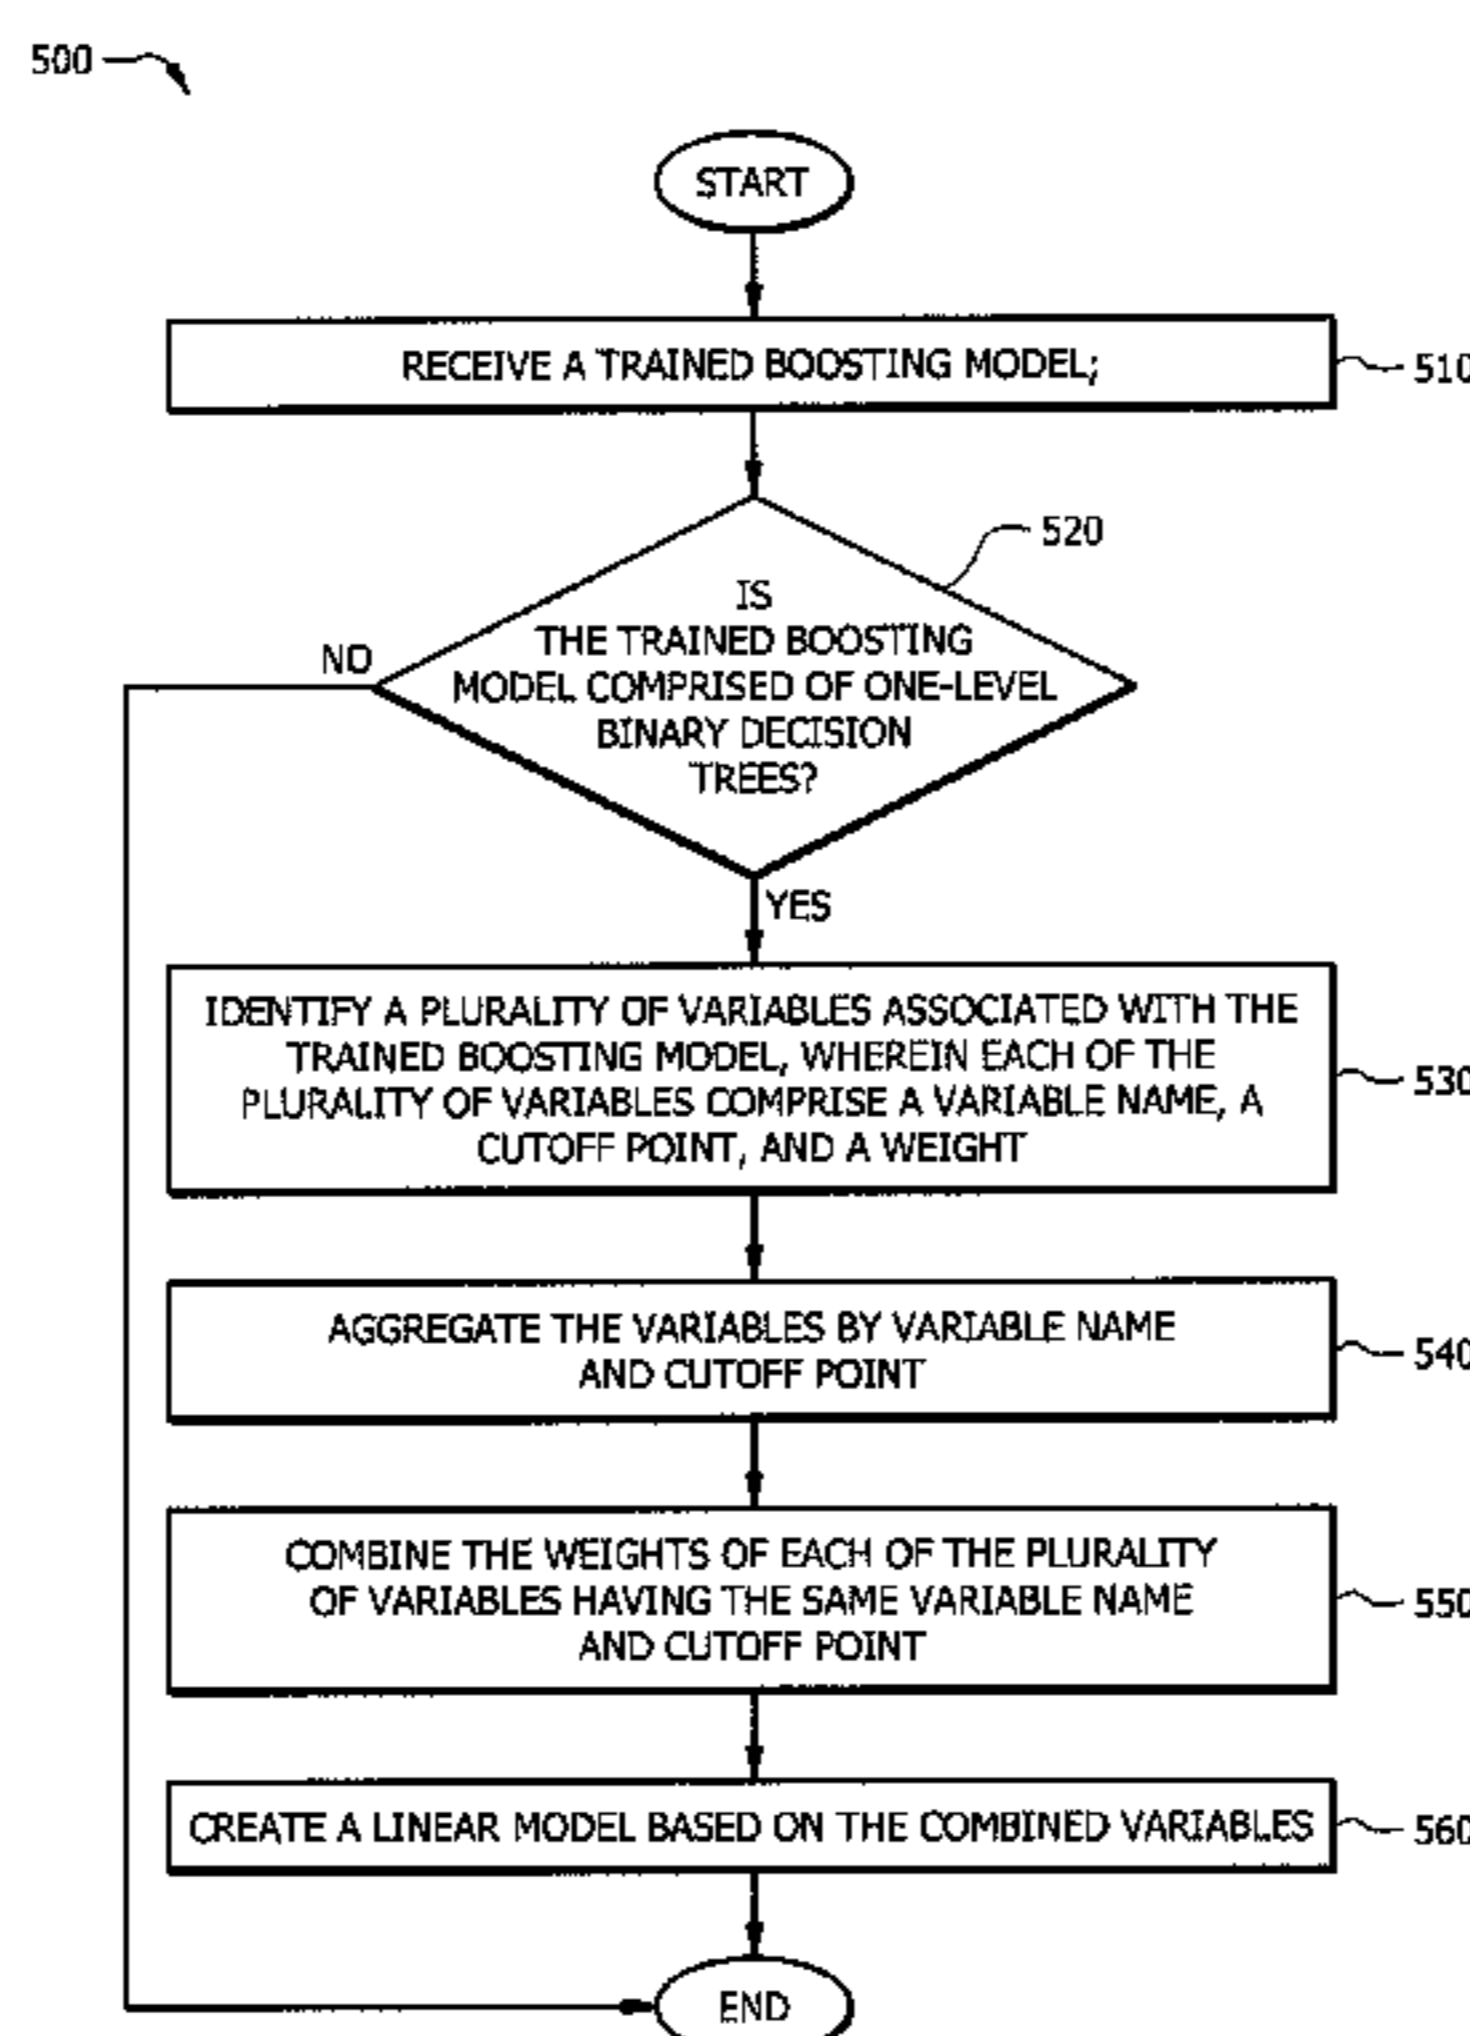 500
START
RECEIVE A TRAINED BOOSTING MODEL;
510
520
IS
THE TRAINED BOOSTING
MODEL COMPRISED OF ONE-LEVEL
BINARY DECISION
TREES?
NO
YES
IDENTIFY A PLURALITY OF VARIABLES ASSOCIATED WITH THE
TRAINED BOOSTING MODEL, WHEREIN EACH OF THE
PLURALITY OF VARIABLES COMPRISE A VARIABLE NAME, A
CUTOFF POINT, AND A WEIGHT
530
AGGREGATE THE VARIABLES BY VARIABLE NAME
AND CUTOFF POINT
540
COMBINE THE WEIGHTS OF EACH OF THE PLURALITY
OF VARIABLES HAVING THE SAME VARIABLE NAME
AND CUTOFF POINT
550
CREATE A LINEAR MODEL BASED ON THE COMBINED VARIABLES
560
END